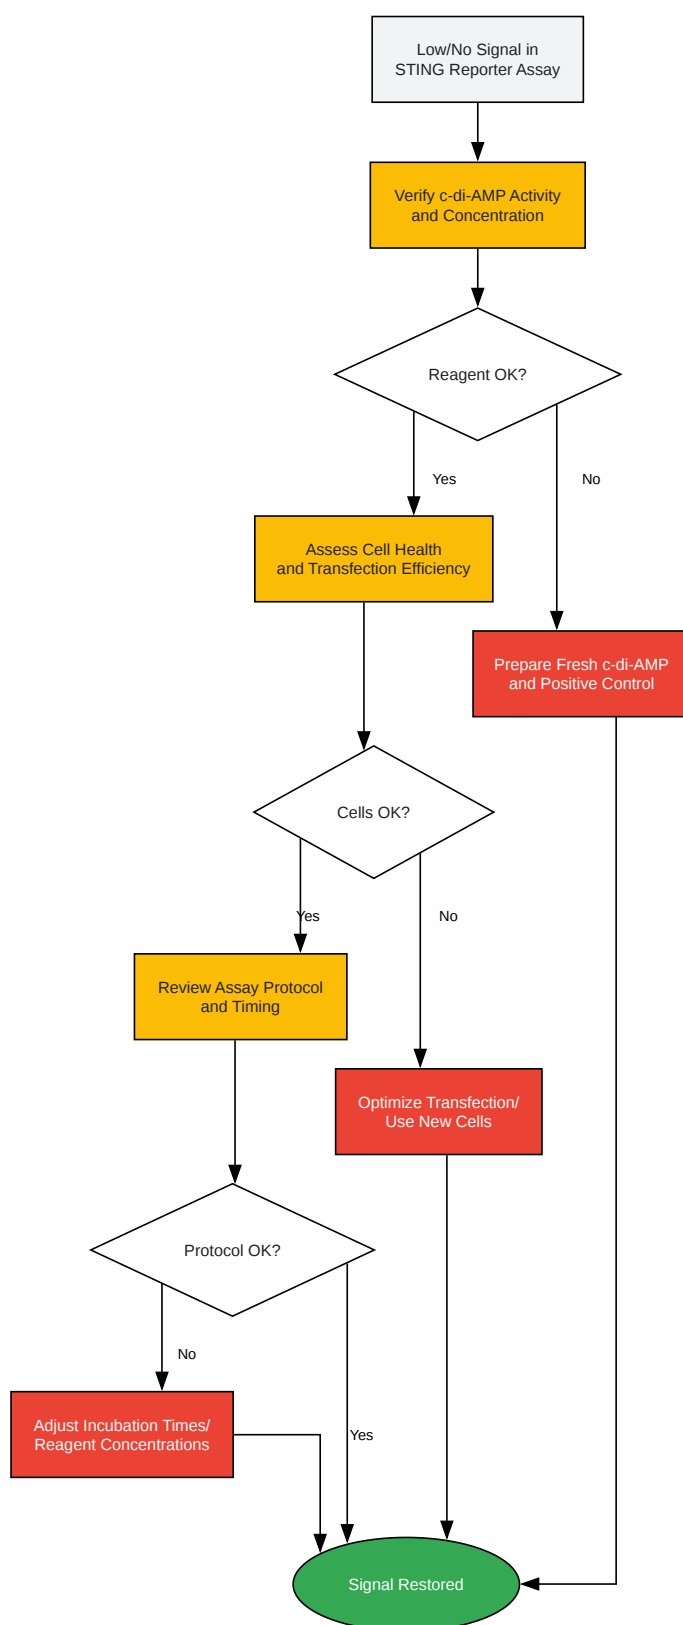 Low/No Signal in
STING Reporter Assay
Verify c-di-AMP Activity
and Concentration
Reagent OK?
Yes
No
Assess Cell Health
and Transfection Efficiency
Prepare Fresh c-di-AMP
and Positive Control
Cells OK?
Yes
No
Review Assay Protocol
and Timing
Optimize Transfection/
Use New Cells
Protocol OK?
No
Yes
Adjust Incubation Times/
Reagent Concentrations
Signal Restored